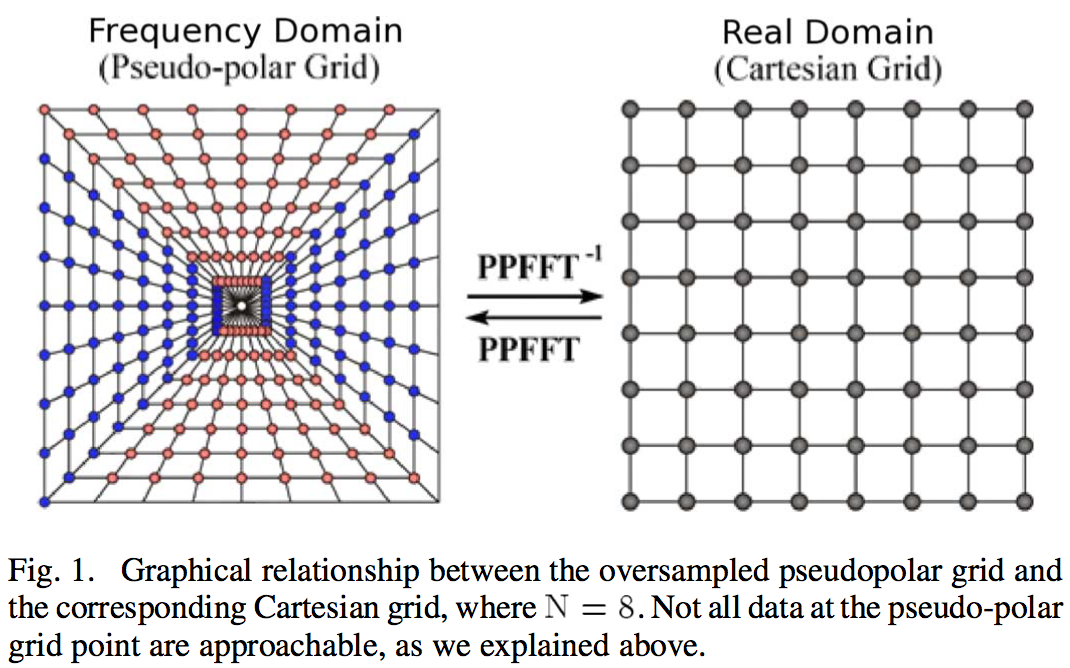 Frequency Domain
(Pseudo-polar Grid)
Real Domain
(Cartesian Grid)
PPFFT⁻¹
PPFFT
Fig. 1. Graphical relationship between the oversampled pseudopolar grid and
the corresponding Cartesian grid, where N = 8. Not all data at the pseudo-polar
grid point are approachable, as we explained above.